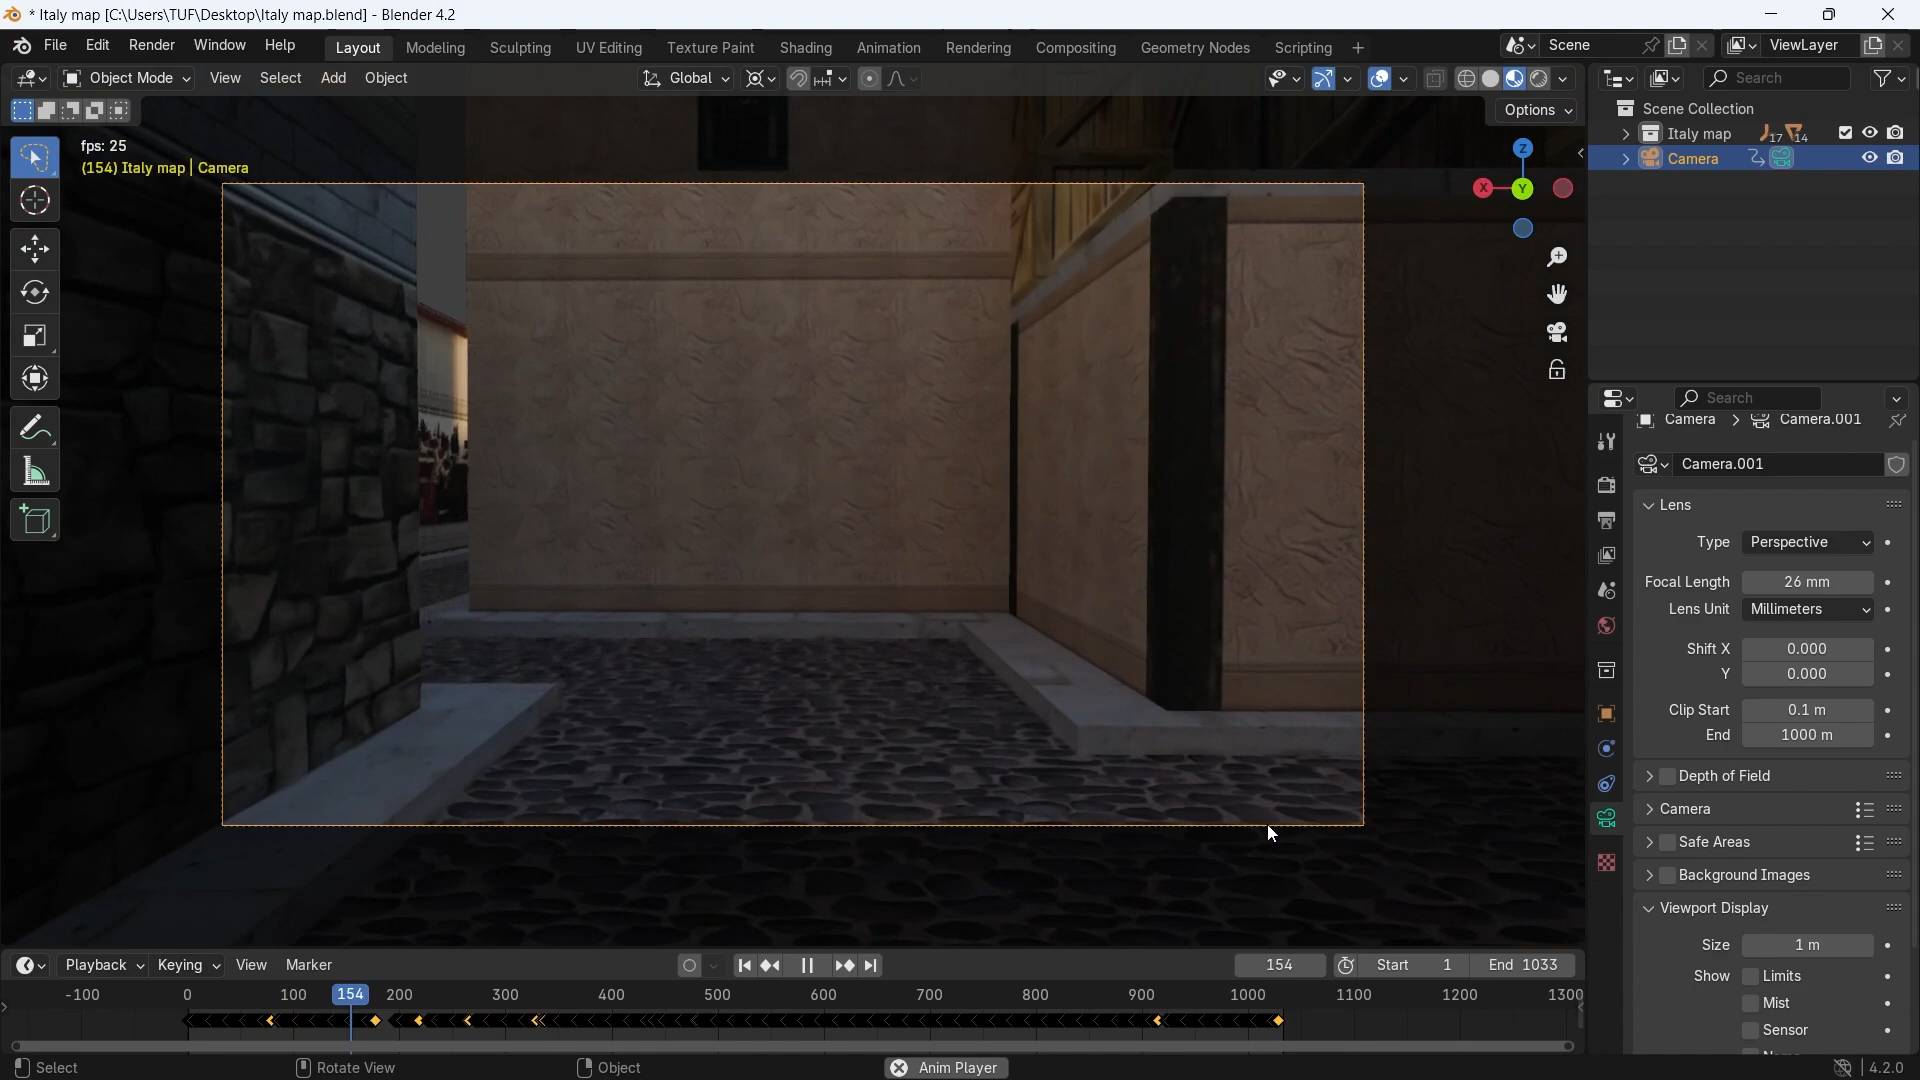 * Italy map [C:\Users\TUF\Desktop\Italy map.blend] - Blender 4.2
File Edit Render Window Help Layout Modeling Sculpting UV Editing Texture Paint Shading Animation Rendering Compositing Geometry Nodes Scripting + Scene ViewLayer
Object Mode View Select Add Object Global Search
Options
Scene Collection
Italy map 17 14
Camera
fps: 25
(154) Italy map | Camera
Z
X Y
Search
Camera > Camera.001
Camera.001
Lens
Type Perspective
Focal Length 26 mm
Lens Unit Millimeters
Shift X 0.000
Y 0.000
Clip Start 0.1 m
End 1000 m
Depth of Field
Camera
Safe Areas
Background Images
Viewport Display
Size 1 m
Show Limits
Mist
Sensor
Playback Keying View Marker 154 Start 1 End 1033
-100 0 100 154 200 300 400 500 600 700 800 900 1000 1100 1200 1300
Select Rotate View Object Anim Player 4.2.0